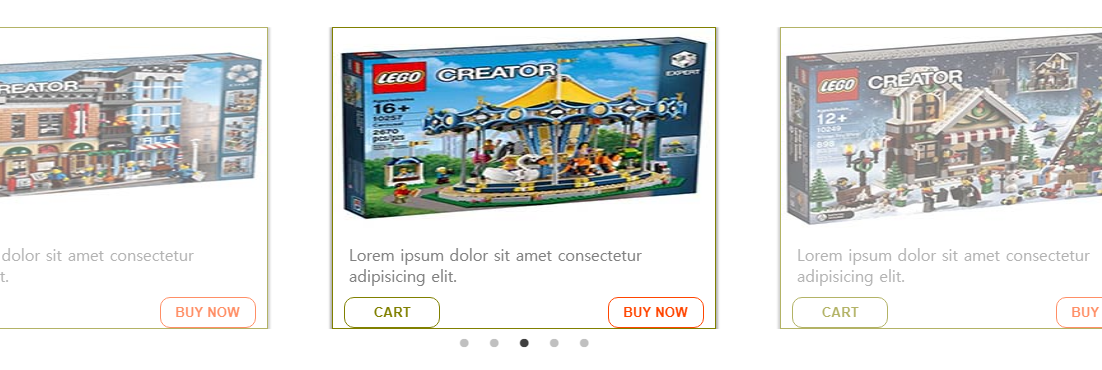 REATOR
EXPERT
dolor sit amet consectetur
t.
BUY NOW
LEGO
CREATOR
EXPERT
16+
10257
Carousel
2670
pcs/pzs
Lorem ipsum dolor sit amet consectetur
adipisicing elit.
CART
BUY NOW
LEGO
CREATOR
12+
10249
898
Lorem ipsum dolor sit amet consectetur
adipisicing elit.
CART
BUY